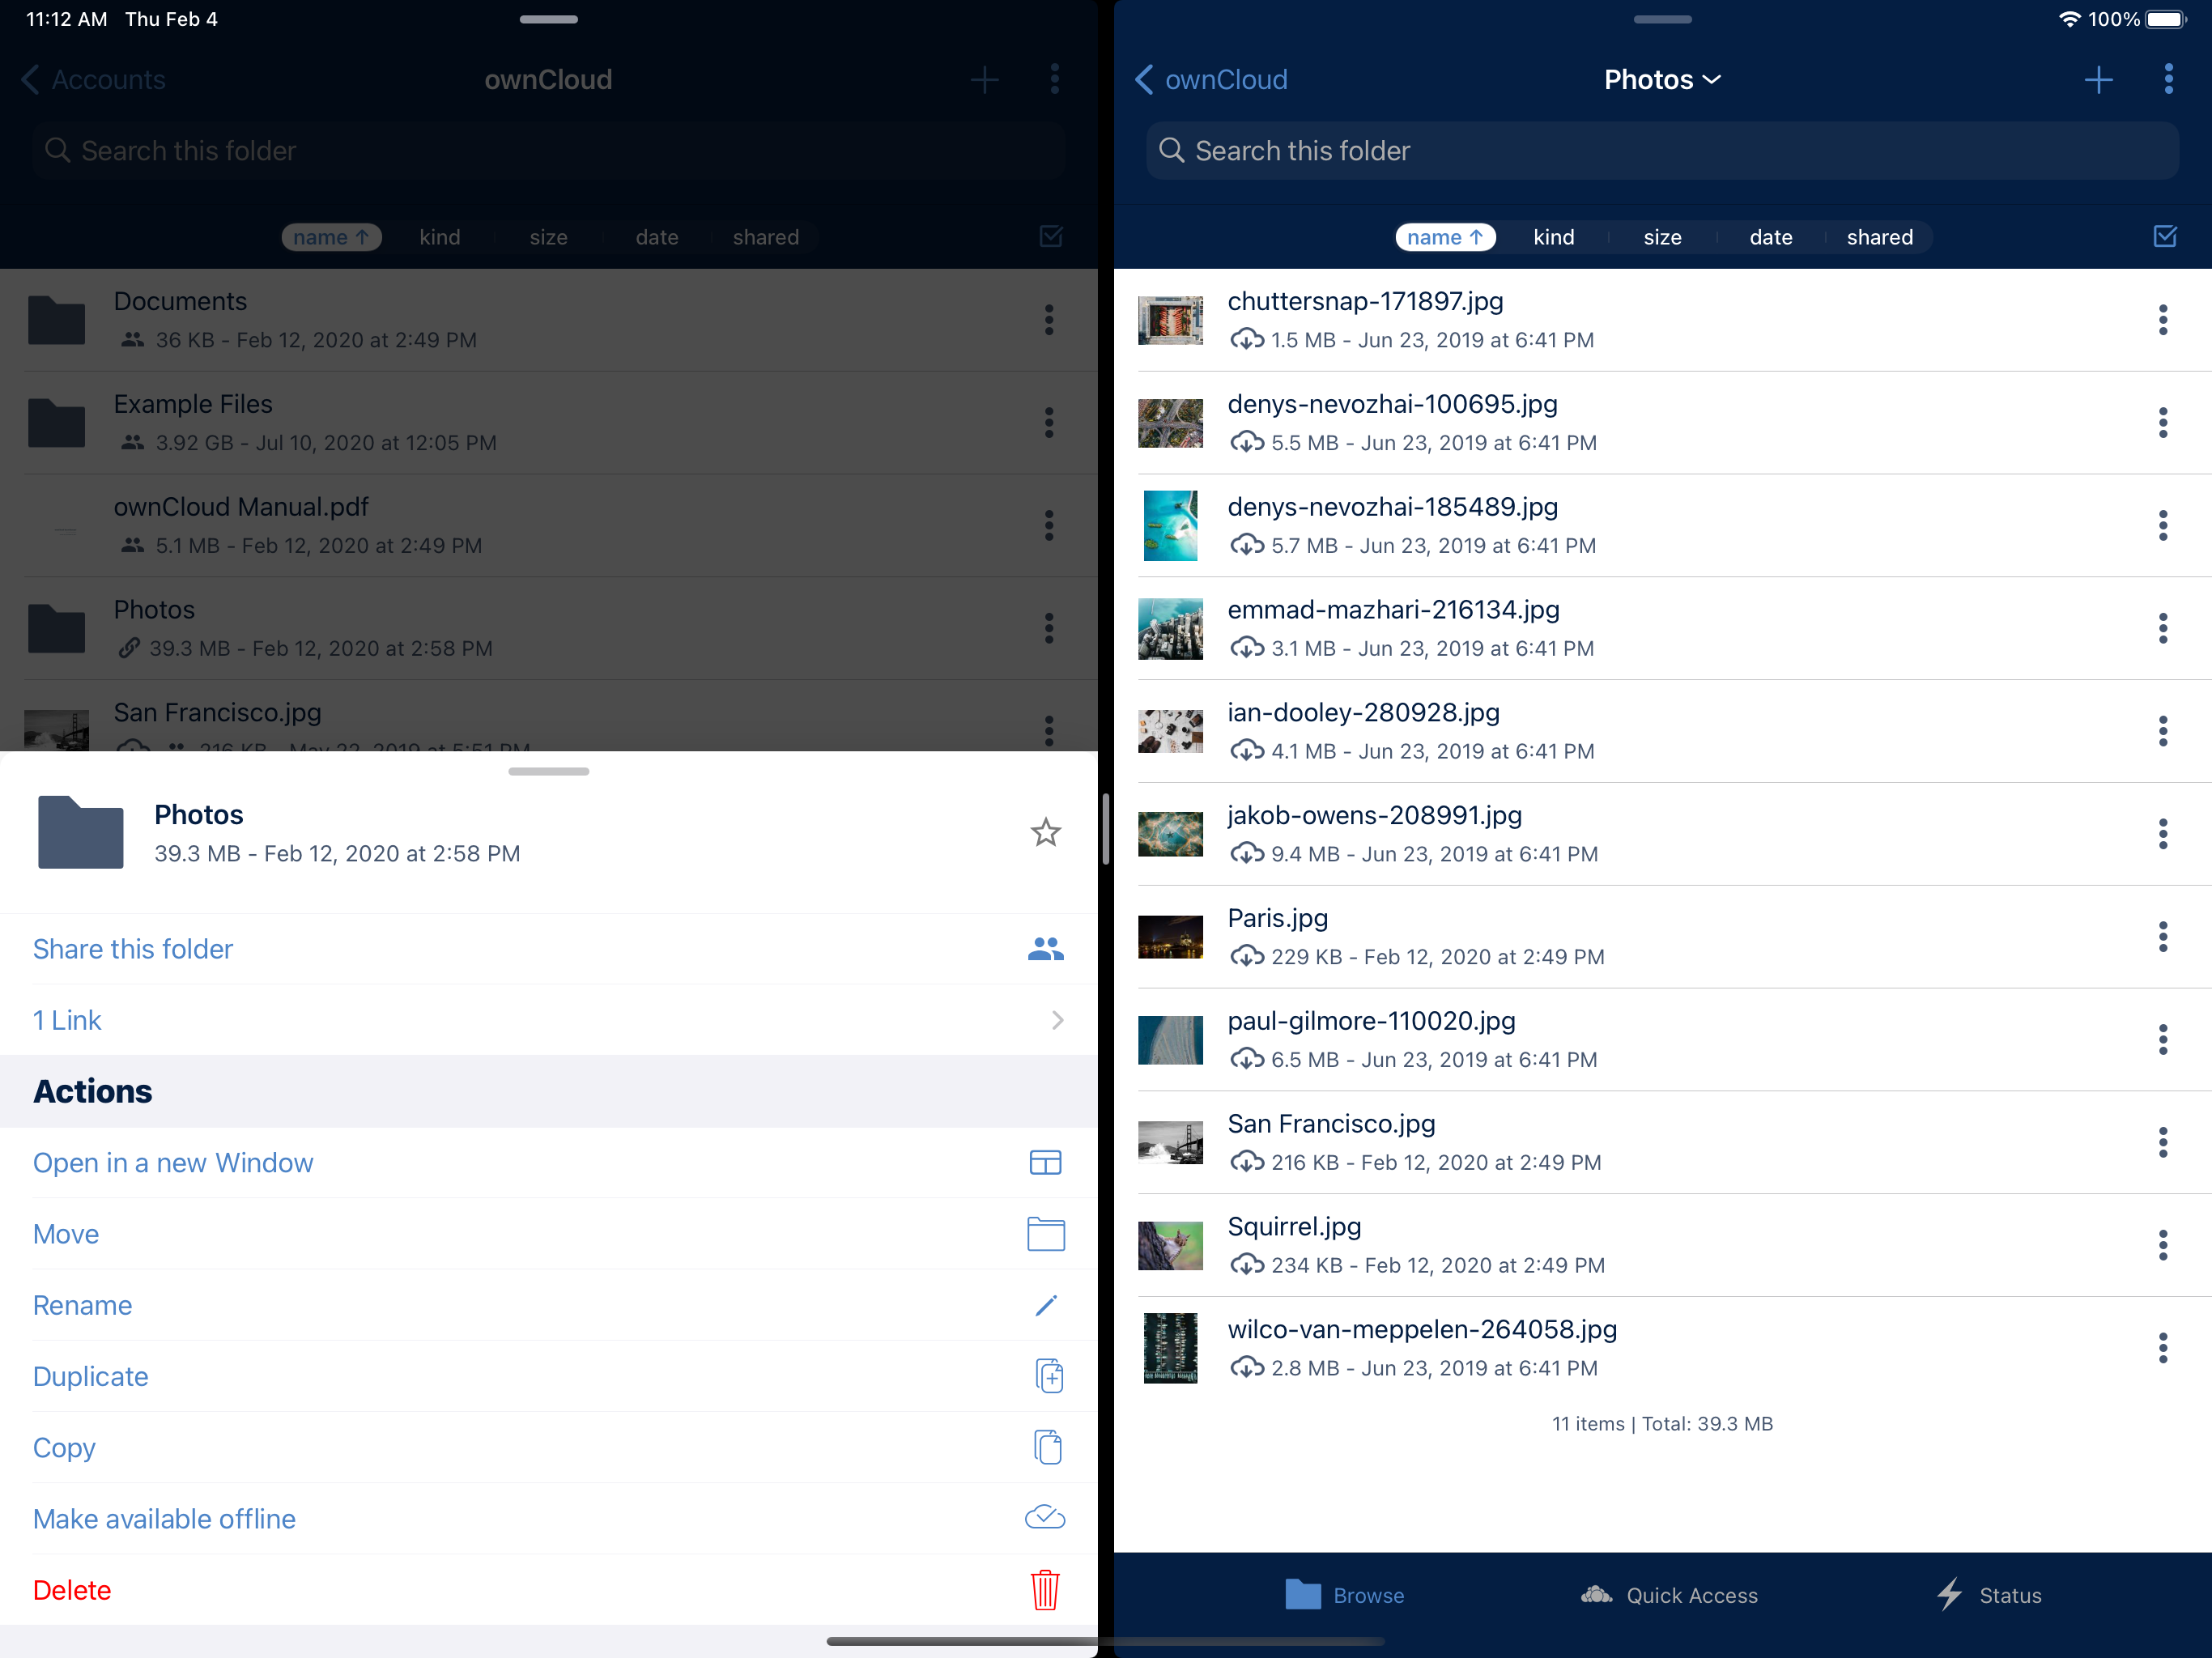 11:12 AM Thu Feb 4
Accounts
ownCloud
Search this folder
name ↑ kind size date shared
Documents
36 KB - Feb 12, 2020 at 2:49 PM
Example Files
3.92 GB - Jul 10, 2020 at 12:05 PM
ownCloud Manual.pdf
5.1 MB - Feb 12, 2020 at 2:49 PM
Photos
39.3 MB - Feb 12, 2020 at 2:58 PM
San Francisco.jpg
216 KB - May 22, 2019 at 5:51 PM
Photos
39.3 MB - Feb 12, 2020 at 2:58 PM
Share this folder
1 Link
Actions
Open in a new Window
Move
Rename
Duplicate
Copy
Make available offline
Delete
100%
ownCloud
Photos
Search this folder
name ↑ kind size date shared
chuttersnap-171897.jpg
1.5 MB - Jun 23, 2019 at 6:41 PM
denys-nevozhai-100695.jpg
5.5 MB - Jun 23, 2019 at 6:41 PM
denys-nevozhai-185489.jpg
5.7 MB - Jun 23, 2019 at 6:41 PM
emmad-mazhari-216134.jpg
3.1 MB - Jun 23, 2019 at 6:41 PM
ian-dooley-280928.jpg
4.1 MB - Jun 23, 2019 at 6:41 PM
jakob-owens-208991.jpg
9.4 MB - Jun 23, 2019 at 6:41 PM
Paris.jpg
229 KB - Feb 12, 2020 at 2:49 PM
paul-gilmore-110020.jpg
6.5 MB - Jun 23, 2019 at 6:41 PM
San Francisco.jpg
216 KB - Feb 12, 2020 at 2:49 PM
Squirrel.jpg
234 KB - Feb 12, 2020 at 2:49 PM
wilco-van-meppelen-264058.jpg
2.8 MB - Jun 23, 2019 at 6:41 PM
11 items | Total: 39.3 MB
Browse
Quick Access
Status